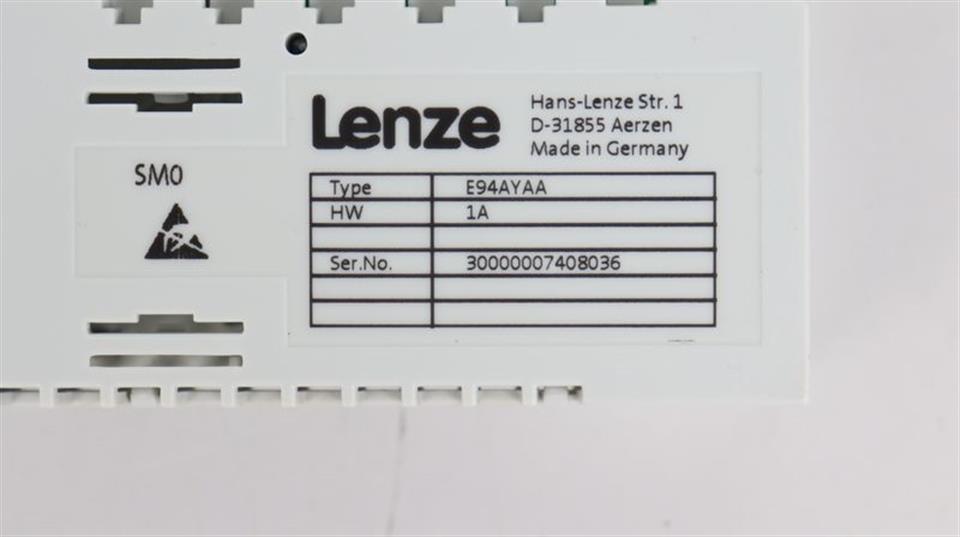 Lenze
Hans-Lenze Str. 1
D-31855 Aerzen
Made in Germany
SM0
Type E94AYAA
HW 1A
Ser.No. 30000007408036